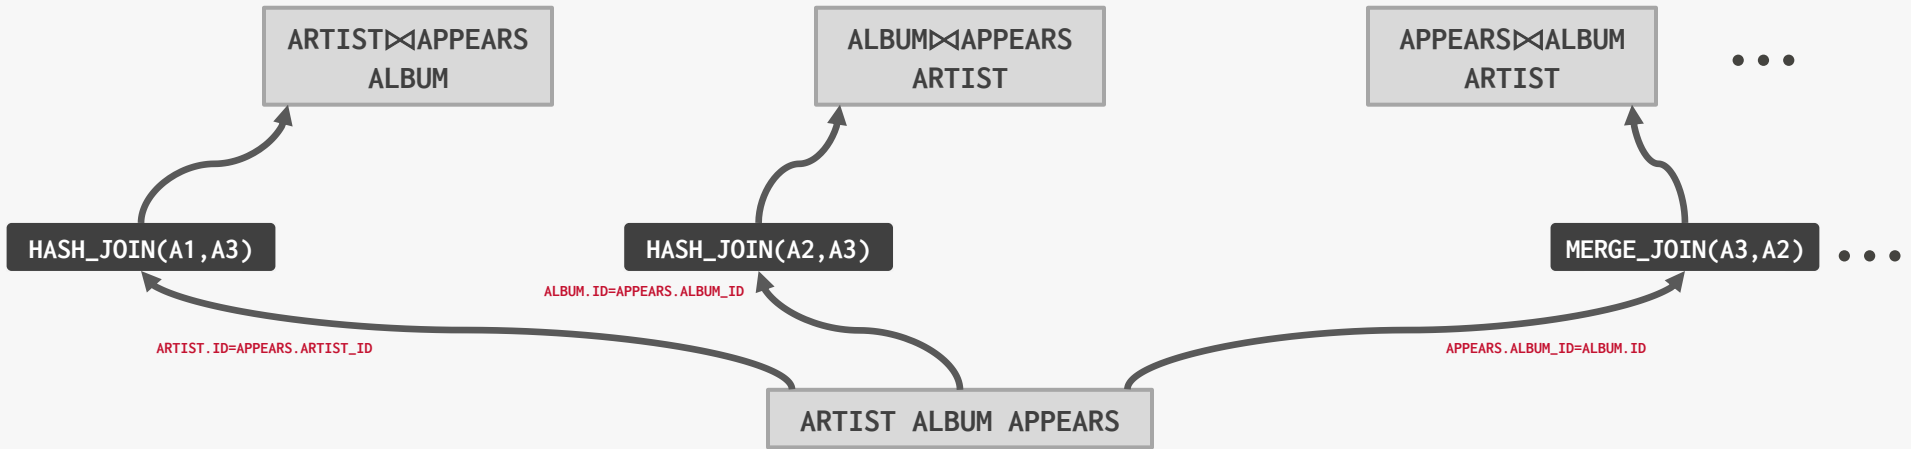 ARTIST⨝APPEARS
ALBUM
ALBUM⨝APPEARS
ARTIST
APPEARS⨝ALBUM
ARTIST
•••
HASH_JOIN(A1,A3)
HASH_JOIN(A2,A3)
MERGE_JOIN(A3,A2)
•••
ALBUM.ID=APPEARS.ALBUM_ID
ARTIST.ID=APPEARS.ARTIST_ID
APPEARS.ALBUM_ID=ALBUM.ID
ARTIST ALBUM APPEARS